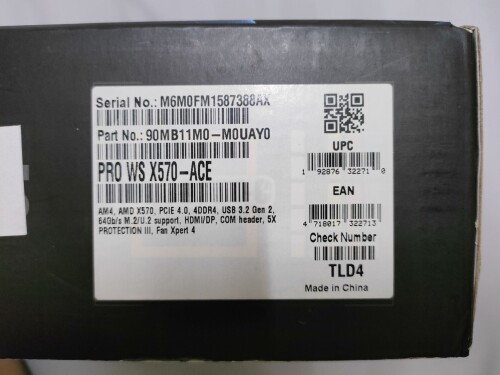 Serial No.: M6M0FM1587388AX
Part No.: 90MB11M0-M0UAY0
PRO WS X570-ACE
AM4, AMD X570, PCIE 4.0, 4DDR4, USB 3.2 Gen 2,
64Gb/s M.2/U.2 support, HDMI/DP, COM header, 5X
PROTECTION III, Fan Xpert 4
UPC
1 92876 32271 0
EAN
4 718017 322713
Check Number
TLD4
Made in China